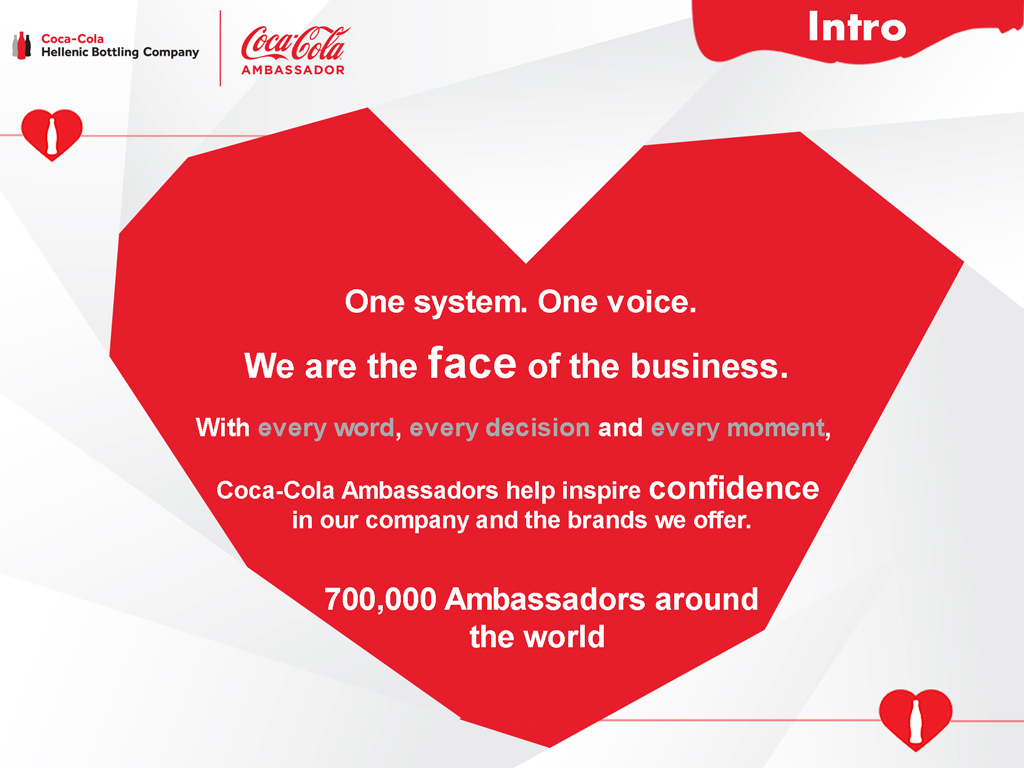 Coca-Cola
Hellenic Bottling Company
Coca-Cola
AMBASSADOR
Intro
One system. One voice.
We are the face of the business.
With every word, every decision and every moment,
Coca-Cola Ambassadors help inspire confidence
in our company and the brands we offer.
700,000 Ambassadors around
the world